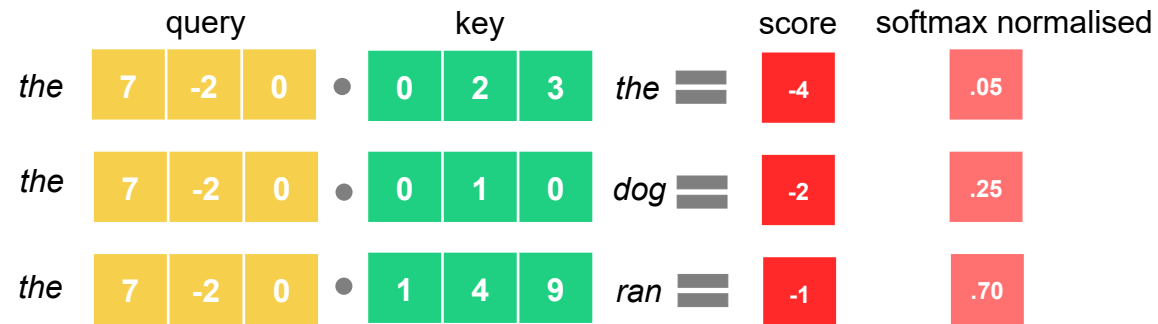 query key score softmax normalised
the 7 -2 0 • 0 2 3 the = -4 .05
the 7 -2 0 • 0 1 0 dog = -2 .25
the 7 -2 0 • 1 4 9 ran = -1 .70